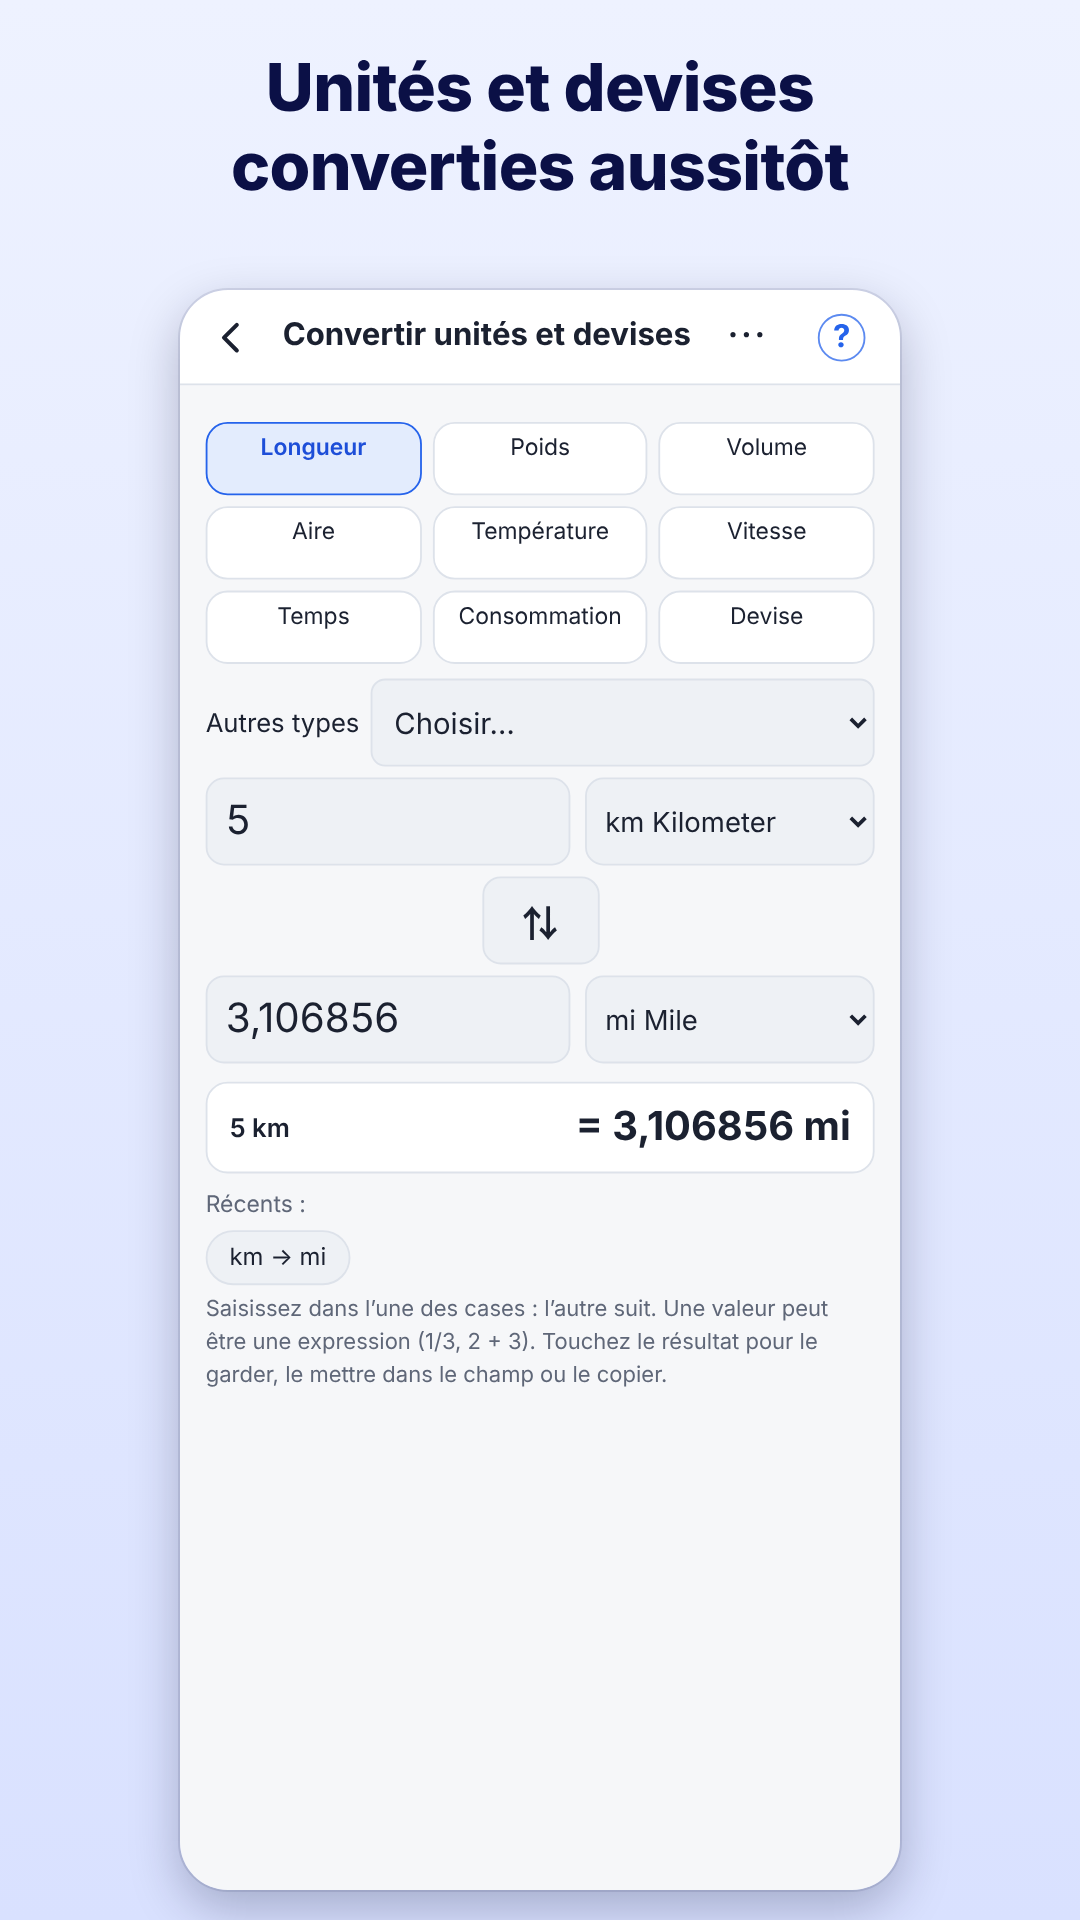 Unités et devises
converties aussitôt
Convertir unités et devises ... ?
Longueur Poids Volume
Aire Température Vitesse
Temps Consommation Devise
Autres types Choisir...
5 km Kilometer
3,106856 mi Mile
5 km = 3,106856 mi
Récents :
km → mi
Saisissez dans l’une des cases : l’autre suit. Une valeur peut
être une expression (1/3, 2 + 3). Touchez le résultat pour le
garder, le mettre dans le champ ou le copier.